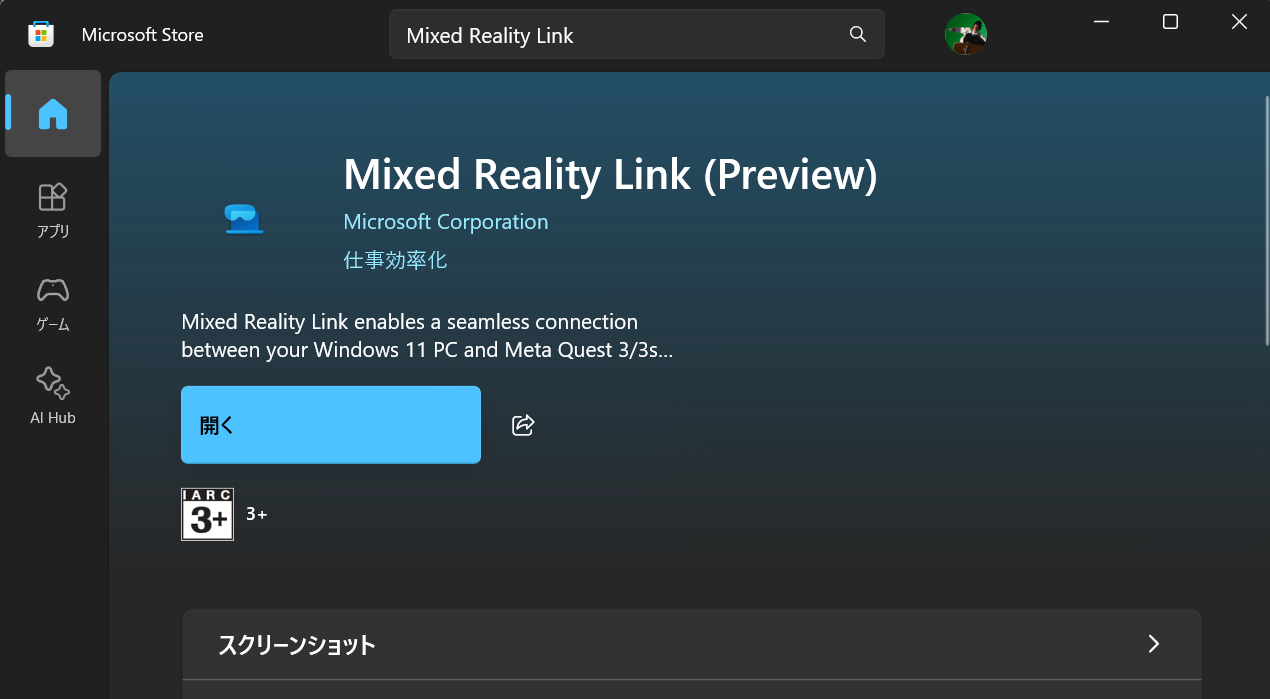 Microsoft Store
Mixed Reality Link
アプリ
ゲーム
AI Hub
Mixed Reality Link (Preview)
Microsoft Corporation
仕事効率化
Mixed Reality Link enables a seamless connection
between your Windows 11 PC and Meta Quest 3/3s...
開く
IARC
3+
3+
スクリーンショット